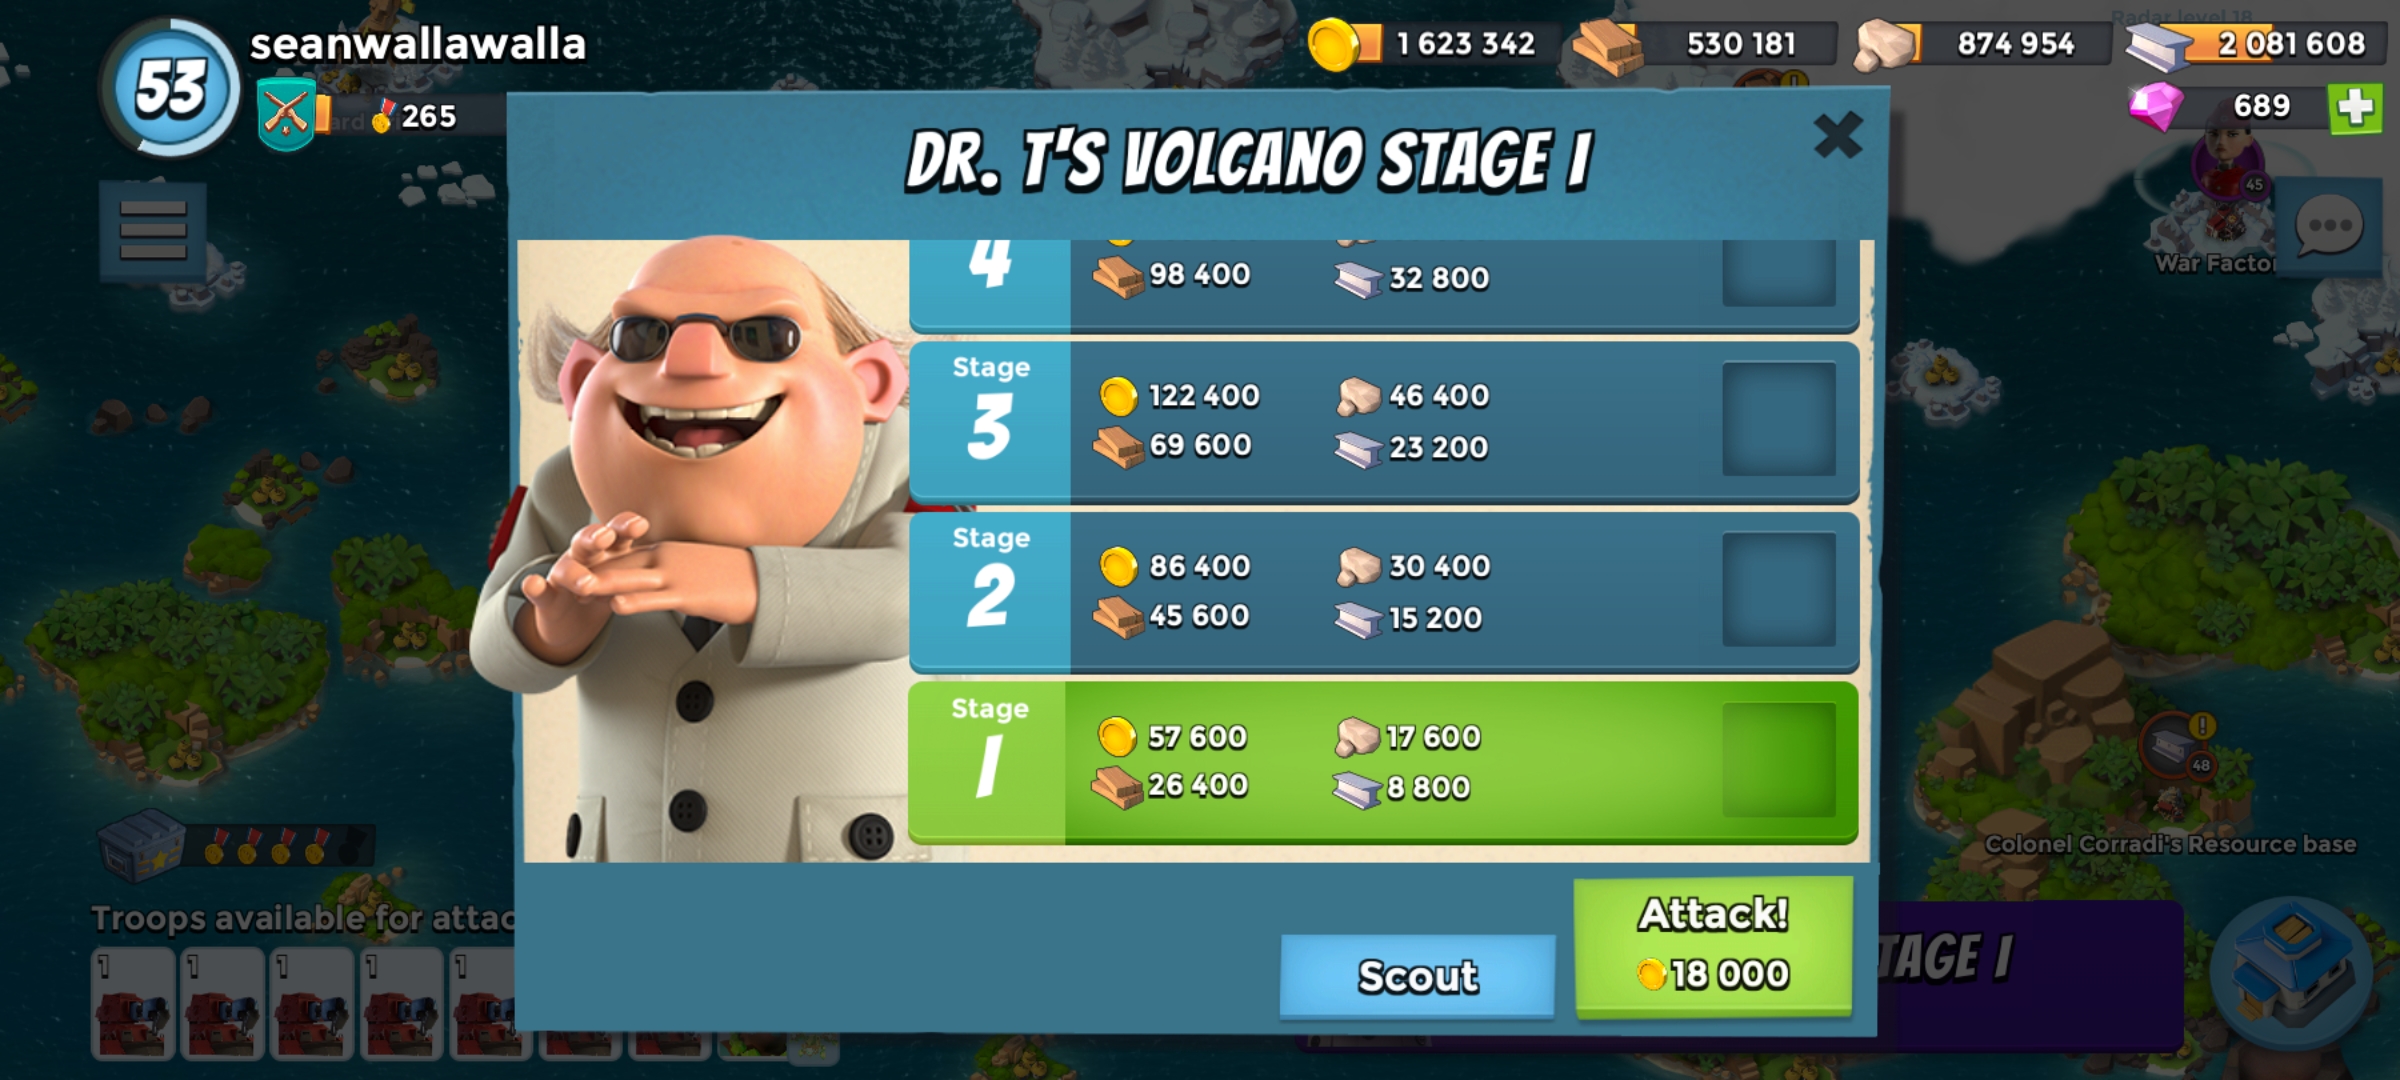 Radar level 18
53
seanwallawalla
265
1 623 342
530 181
874 954
2 081 608
689
DR. T'S VOLCANO STAGE I
45
War Factor
4
98 400
32 800
Stage
3
122 400
46 400
69 600
23 200
Stage
2
86 400
30 400
45 600
15 200
Stage
1
57 600
17 600
26 400
8 800
48
Colonel Corradi's Resource base
Troops available for attac
1
1
1
1
1
Attack!
18 000
Scout
TAGE I